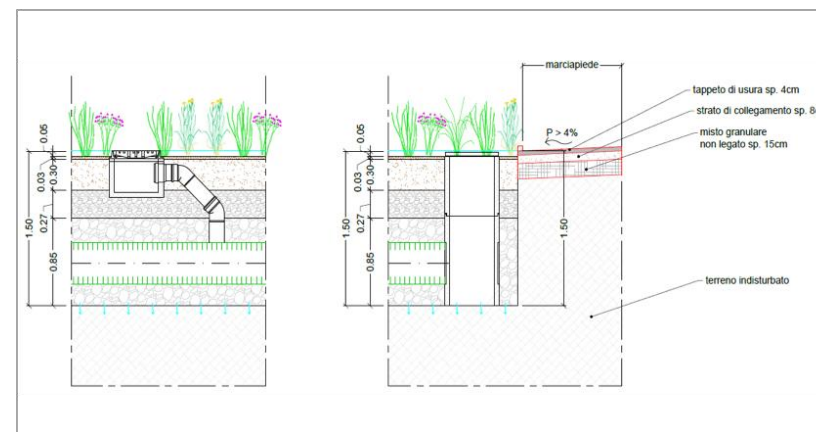 marciapiede
tappeto di usura sp. 4cm
strato di collegamento sp. 8
P > 4%
misto granulare
non legato sp. 15cm
0.05
0.03
0.30
0.27
0.85
1.50
0.05
0.03
0.30
0.27
0.85
1.50
1.50
terreno indisturbato